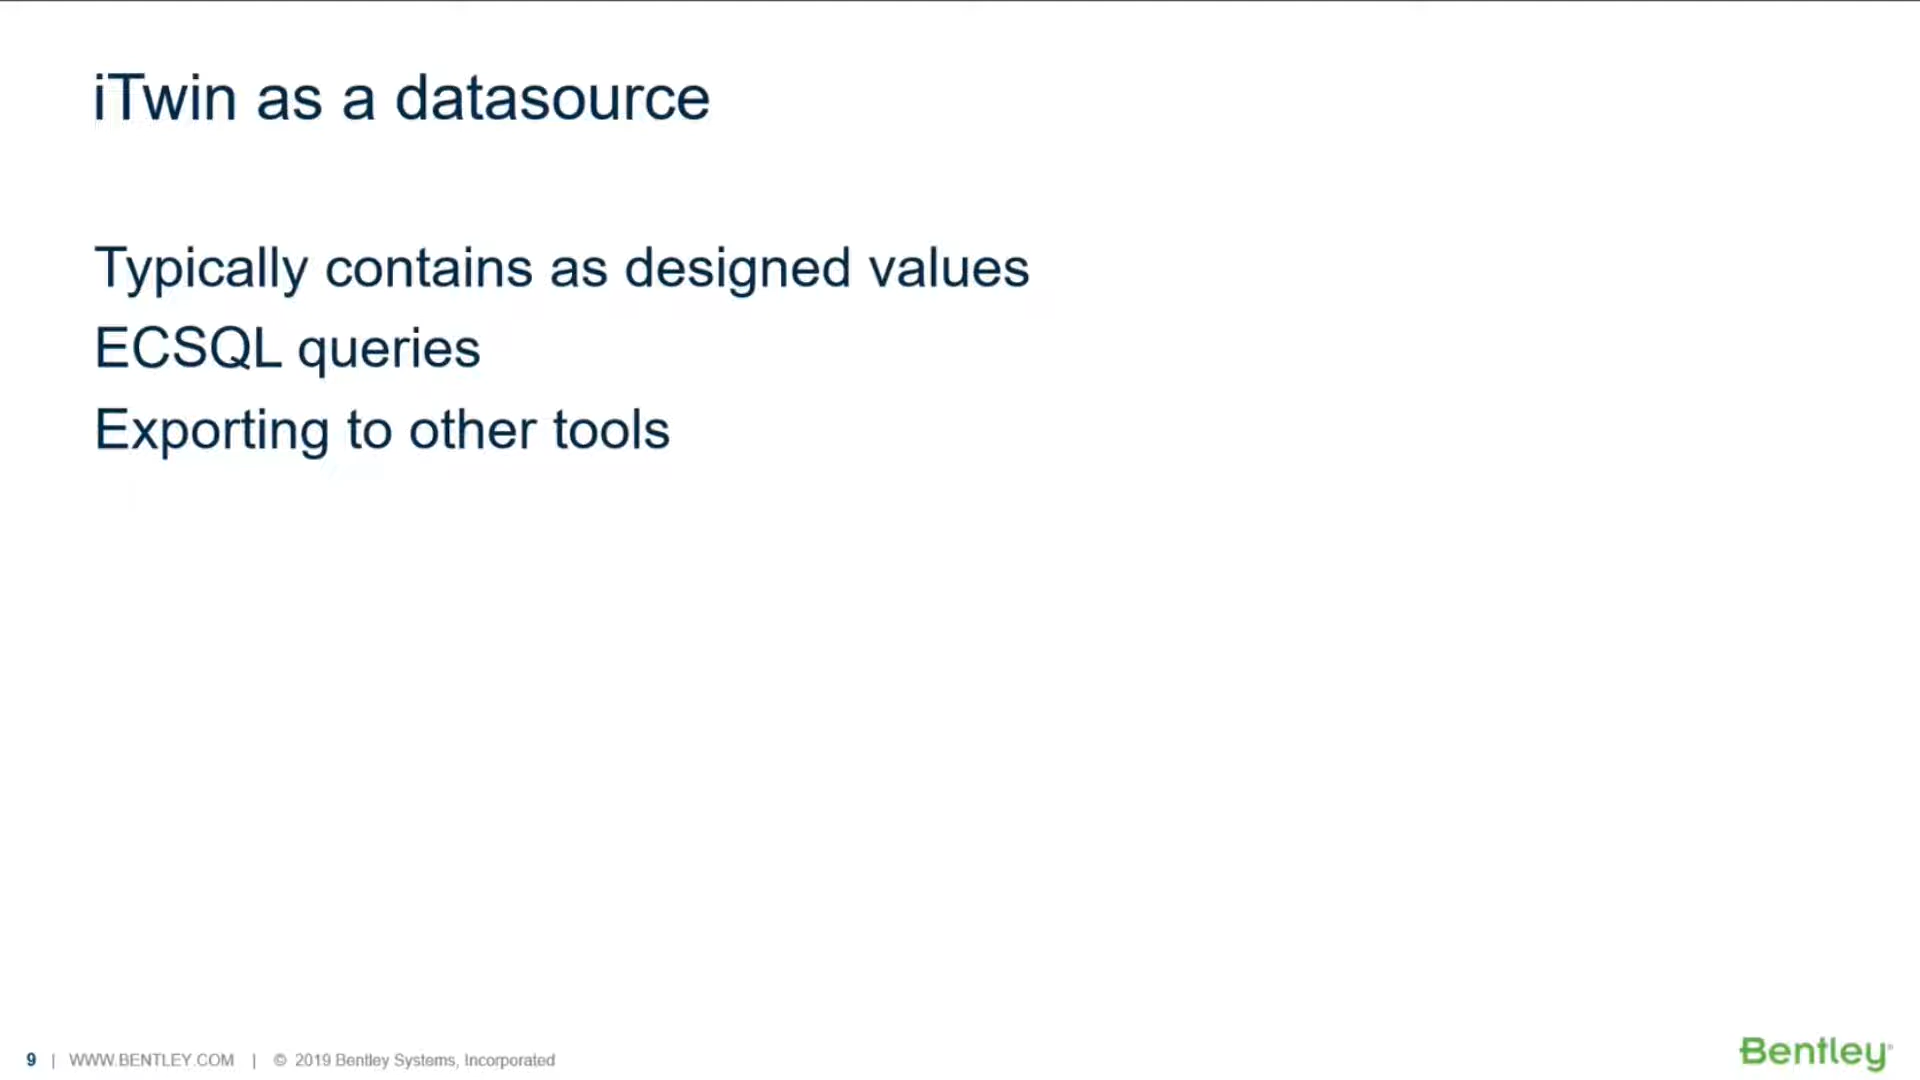 iTwin as a datasource
Typically contains as designed values
ECSQL queries
Exporting to other tools
9 | WWW.BENTLEY.COM | © 2019 Bentley Systems, Incorporated
Bentley®